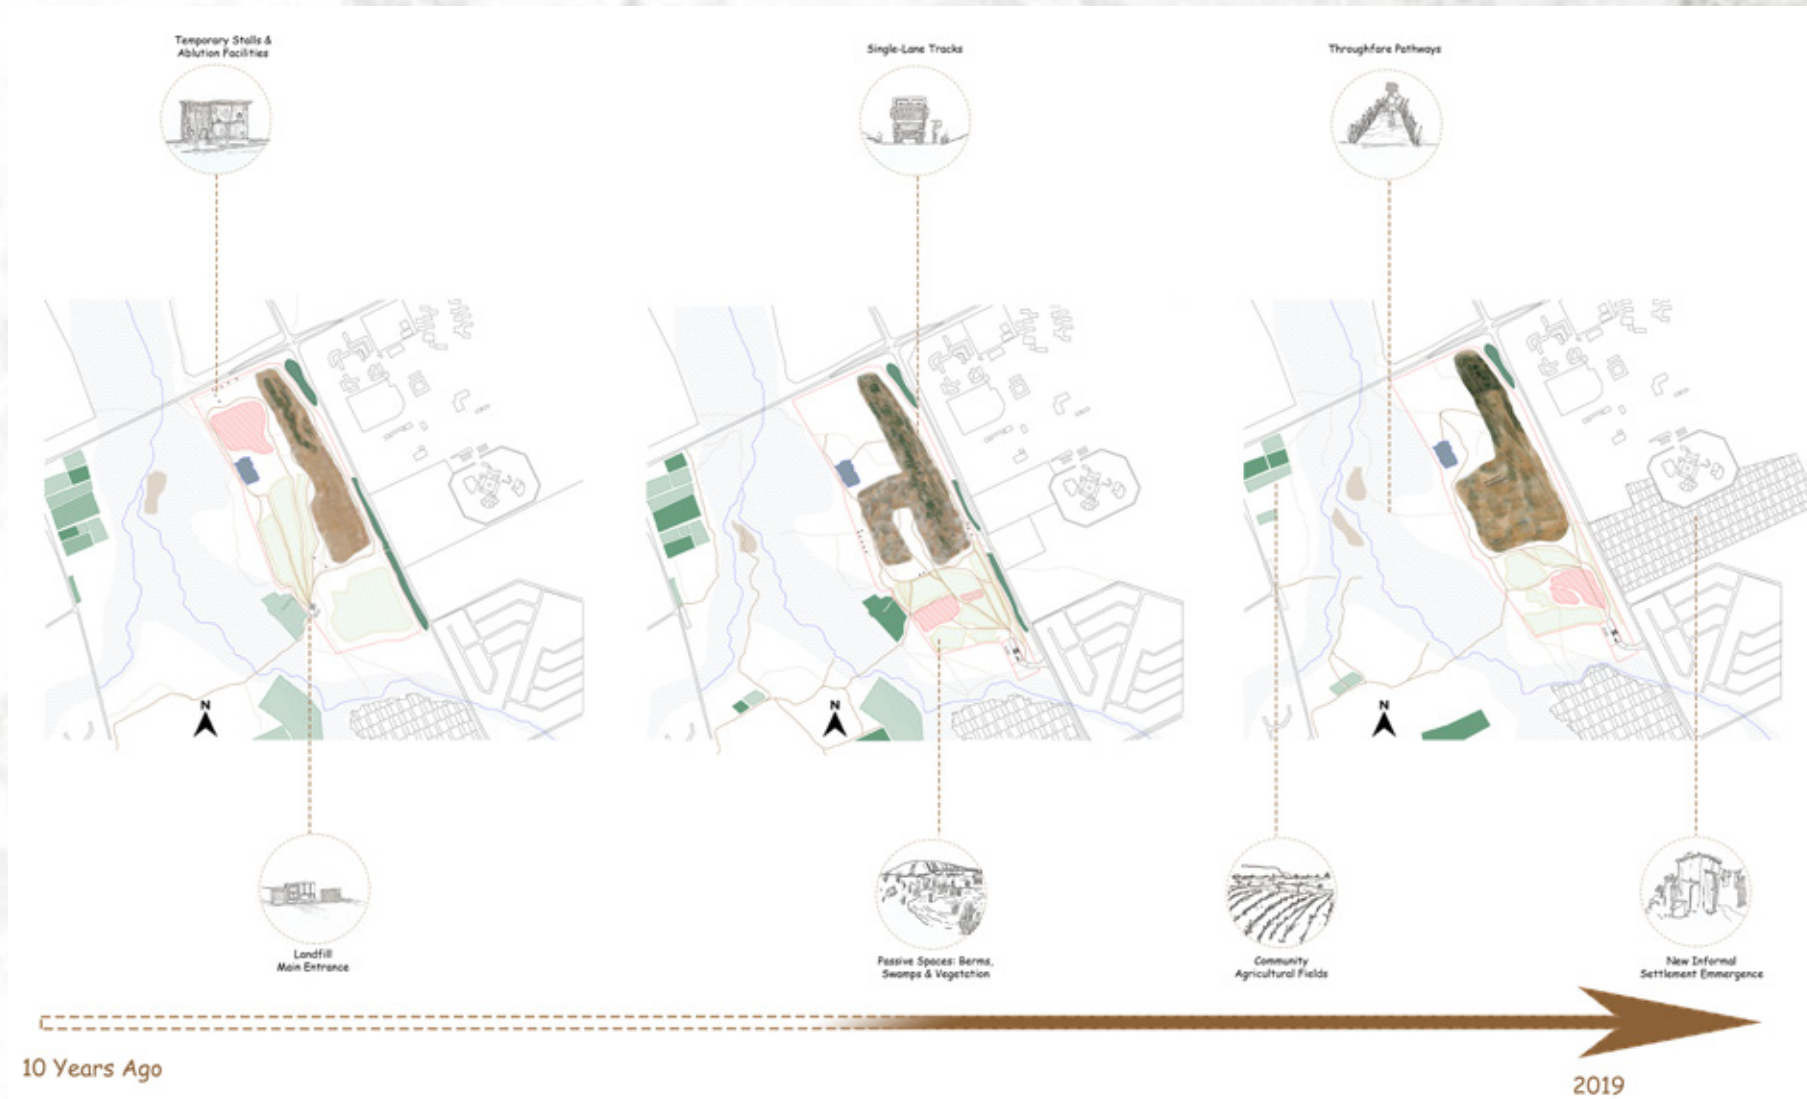 Temporary Stalls &
Ablution Facilities
Single-Lane Tracks
Throughfare Pathways
N
N
N
Landfill
Main Entrance
Passive Spaces: Berms,
Swamps & Vegetation
Community
Agricultural Fields
New Informal
Settlement Emmergence
10 Years Ago
2019